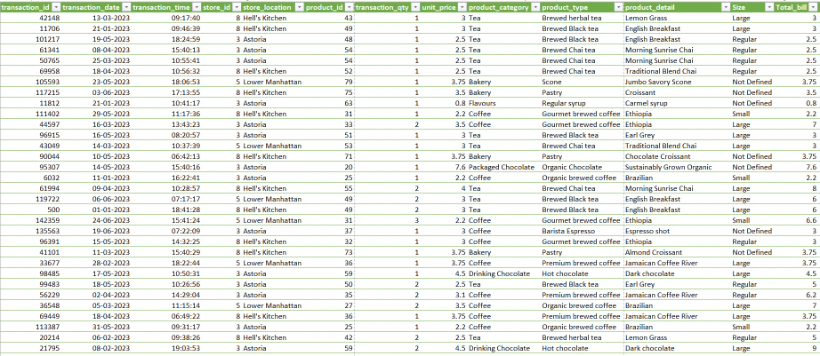 transaction_id transaction_date transaction_time store_id store_location product_id transaction_qty unit_price product_category product_type product_detail Size Total_bill
42148 13-03-2023 09:17:40 8 Hell's Kitchen 43 1 3 Tea Brewed herbal tea Lemon Grass Large 3
11706 21-01-2023 09:46:39 8 Hell's Kitchen 49 1 3 Tea Brewed Black tea English Breakfast Large 3
101217 19-05-2023 18:24:59 3 Astoria 48 1 2.5 Tea Brewed Black tea English Breakfast Regular 2.5
61341 08-04-2023 15:40:13 3 Astoria 54 1 2.5 Tea Brewed Chai tea Morning Sunrise Chai Regular 2.5
50765 25-03-2023 10:55:41 3 Astoria 54 1 2.5 Tea Brewed Chai tea Morning Sunrise Chai Regular 2.5
69958 18-04-2023 10:56:32 8 Hell's Kitchen 52 1 2.5 Tea Brewed Chai tea Traditional Blend Chai Regular 2.5
105593 23-05-2023 18:06:53 5 Lower Manhattan 79 1 3.75 Bakery Scone Jumbo Savory Scone Not Defined 3.75
117215 03-06-2023 17:13:55 8 Hell's Kitchen 75 1 3.5 Bakery Pastry Croissant Not Defined 3.5
11812 21-01-2023 10:41:17 3 Astoria 63 1 0.8 Flavours Regular syrup Carmel syrup Not Defined 0.8
111402 29-05-2023 11:17:36 8 Hell's Kitchen 31 1 2.2 Coffee Gourmet brewed coffee Ethiopia Small 2.2
44597 16-03-2023 13:43:23 3 Astoria 33 2 3.5 Coffee Gourmet brewed coffee Ethiopia Large 7
96915 16-05-2023 08:20:57 3 Astoria 51 1 3 Tea Brewed Black tea Earl Grey Large 3
43049 14-03-2023 10:37:39 5 Lower Manhattan 53 1 3 Tea Brewed Chai tea Traditional Blend Chai Large 3
90044 10-05-2023 06:42:13 8 Hell's Kitchen 71 1 3.75 Bakery Pastry Chocolate Croissant Not Defined 3.75
95307 14-05-2023 15:40:16 3 Astoria 20 1 7.6 Packaged Chocolate Organic Chocolate Sustainably Grown Organic Not Defined 7.6
6032 11-01-2023 16:22:41 3 Astoria 25 1 2.2 Coffee Organic brewed coffee Brazilian Small 2.2
61994 09-04-2023 10:28:57 8 Hell's Kitchen 55 2 4 Tea Brewed Chai tea Morning Sunrise Chai Large 8
119722 06-06-2023 07:17:17 5 Lower Manhattan 49 2 3 Tea Brewed Black tea English Breakfast Large 6
500 01-01-2023 18:41:28 8 Hell's Kitchen 49 2 3 Tea Brewed Black tea English Breakfast Large 6
142359 24-06-2023 15:41:24 5 Lower Manhattan 31 3 2.2 Coffee Gourmet brewed coffee Ethiopia Small 6.6
135563 19-06-2023 07:22:09 3 Astoria 37 1 3 Coffee Barista Espresso Espresso shot Not Defined 3
96391 15-05-2023 14:32:25 8 Hell's Kitchen 32 1 3 Coffee Gourmet brewed coffee Ethiopia Regular 3
41101 11-03-2023 15:40:29 8 Hell's Kitchen 73 1 3.75 Bakery Pastry Almond Croissant Not Defined 3.75
33677 28-02-2023 18:22:44 5 Lower Manhattan 36 1 3.75 Coffee Premium brewed coffee Jamaican Coffee River Large 3.75
98485 17-05-2023 10:50:31 3 Astoria 59 1 4.5 Drinking Chocolate Hot chocolate Dark chocolate Large 4.5
99483 18-05-2023 10:26:56 3 Astoria 50 2 2.5 Tea Brewed Black tea Earl Grey Regular 5
56229 02-04-2023 14:29:04 3 Astoria 35 2 3.1 Coffee Premium brewed coffee Jamaican Coffee River Regular 6.2
36548 05-03-2023 11:15:14 5 Lower Manhattan 27 2 3.5 Coffee Organic brewed coffee Brazilian Large 7
69449 18-04-2023 06:49:22 8 Hell's Kitchen 36 1 3.75 Coffee Premium brewed coffee Jamaican Coffee River Large 3.75
113387 31-05-2023 09:31:17 3 Astoria 25 1 2.2 Coffee Organic brewed coffee Brazilian Small 2.2
20214 06-02-2023 09:38:26 8 Hell's Kitchen 42 2 2.5 Tea Brewed herbal tea Lemon Grass Regular 5
21795 08-02-2023 19:03:53 3 Astoria 59 2 4.5 Drinking Chocolate Hot chocolate Dark chocolate Large 9